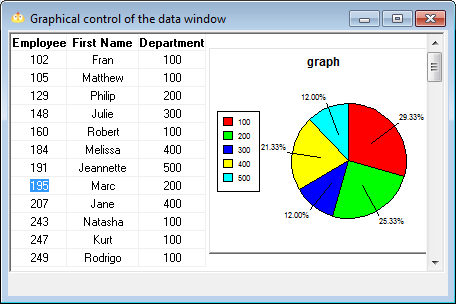 Graphical control of the data window
Employee First Name Department
102 Fran 100
105 Matthew 100
129 Philip 200
148 Julie 300
160 Robert 100
184 Melissa 400
191 Jeannette 500
195 Marc 200
207 Jane 400
243 Natasha 100
247 Kurt 100
249 Rodrigo 100
graph
100
200
300
400
500
12.00%
29.33%
21.33%
12.00%
25.33%